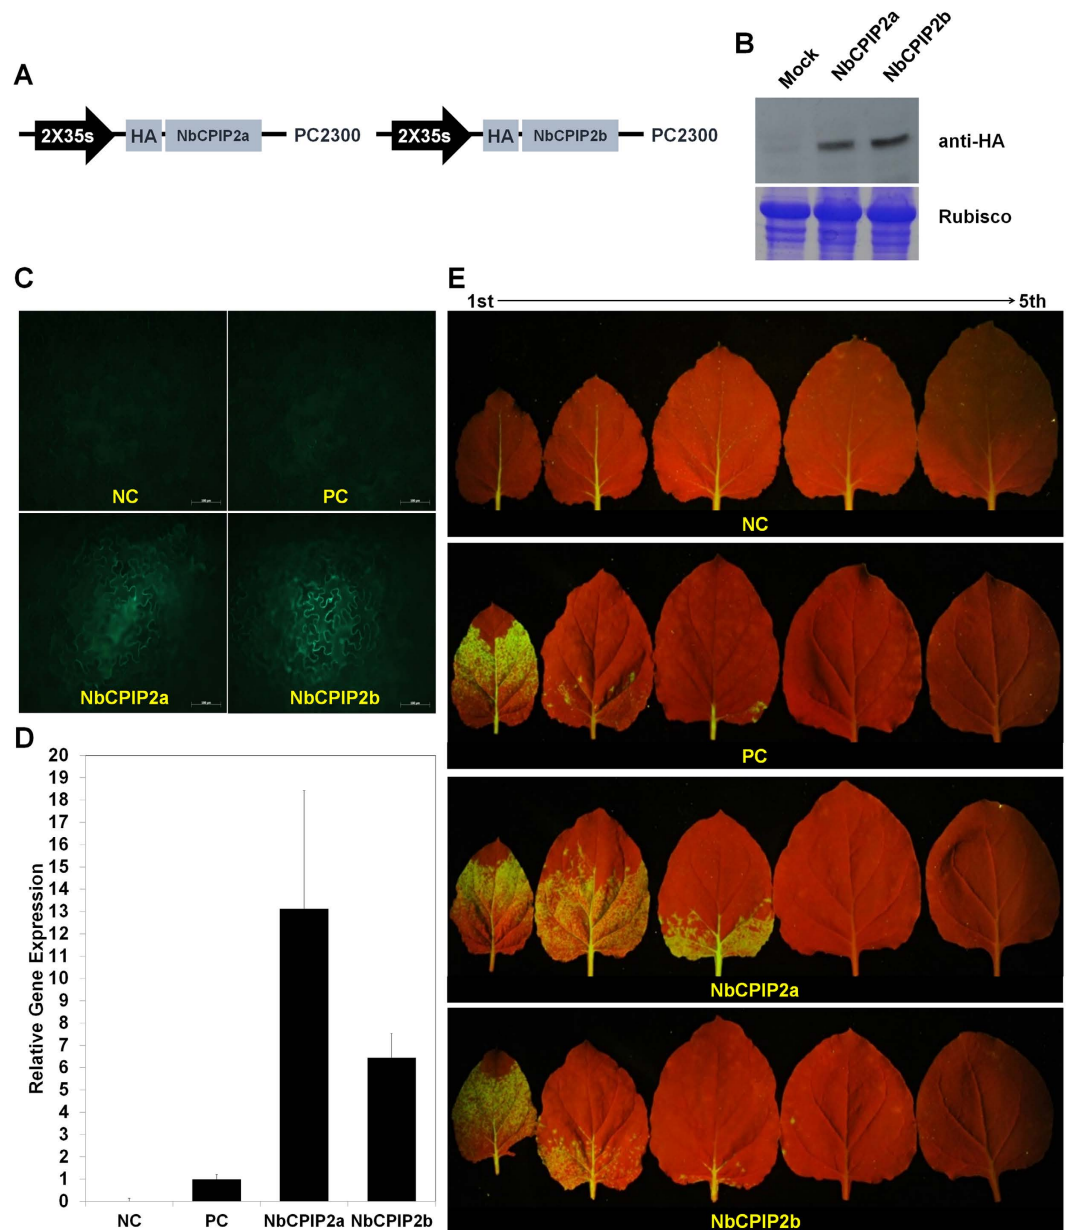 A
2X35s HA NbCPIP2a PC2300
2X35s HA NbCPIP2b PC2300
B
Mock NbCPIP2a NbCPIP2b
anti-HA
Rubisco
C
NC
PC
NbCPIP2a
NbCPIP2b
D
Relative Gene Expression
20
19
18
17
16
15
14
13
12
11
10
9
8
7
6
5
4
3
2
1
0
NC PC NbCPIP2a NbCPIP2b
E
1st 5th
NC
PC
NbCPIP2a
NbCPIP2b